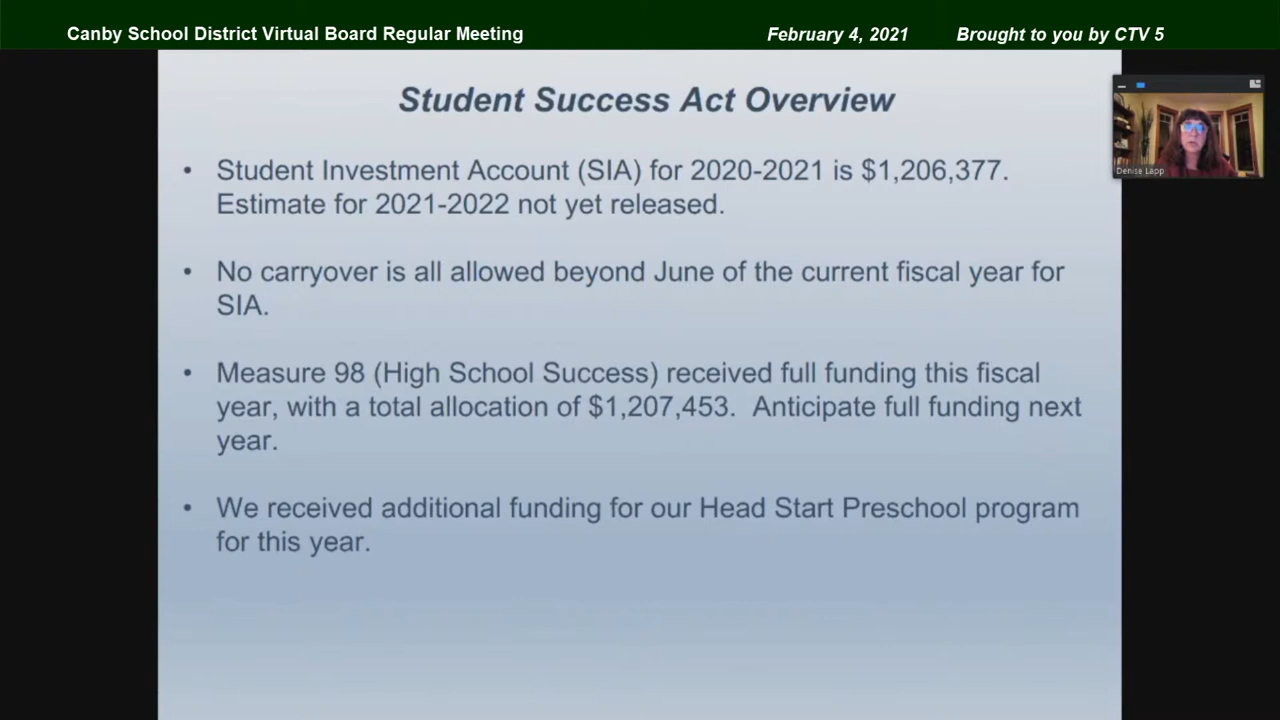 Canby School District Virtual Board Regular Meeting February 4, 2021 Brought to you by CTV 5
Student Success Act Overview
• Student Investment Account (SIA) for 2020-2021 is $1,206,377.
Estimate for 2021-2022 not yet released.
• No carryover is all allowed beyond June of the current fiscal year for
SIA.
• Measure 98 (High School Success) received full funding this fiscal
year, with a total allocation of $1,207,453. Anticipate full funding next
year.
• We received additional funding for our Head Start Preschool program
for this year.
Denise Lapp